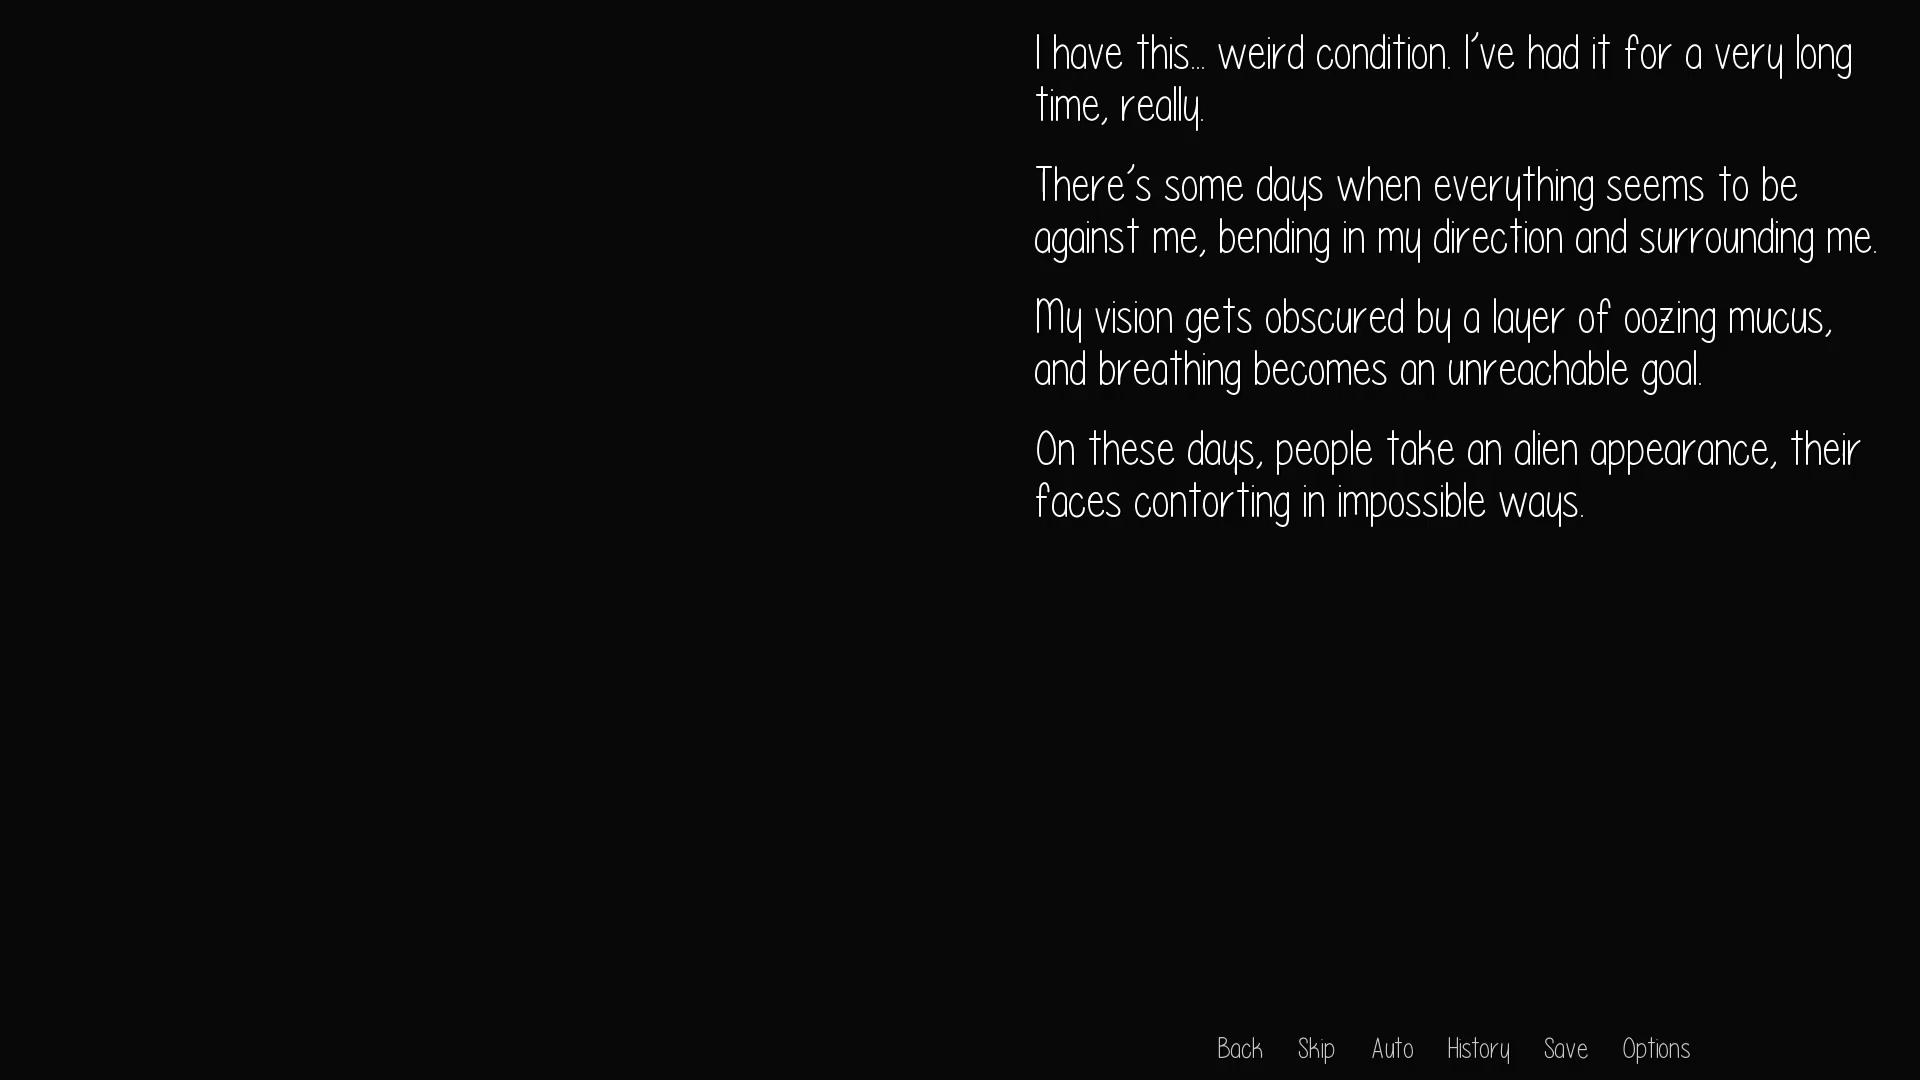 I have this... weird condition. I've had it for a very long
time, really.
There's some days when everything seems to be
against me, bending in my direction and surrounding me.
My vision gets obscured by a layer of oozing mucus,
and breathing becomes an unreachable goal.
On these days, people take an alien appearance, their
faces contorting in impossible ways.
Back Skip Auto History Save Options